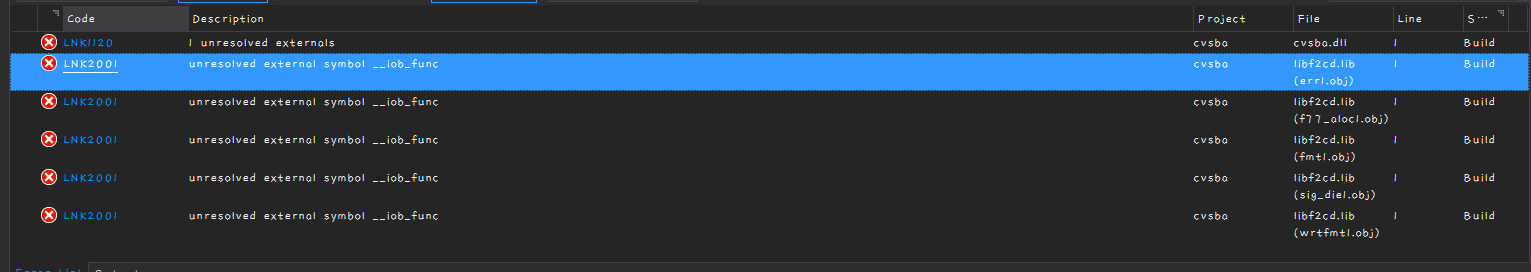 Code Description Project File Line S...
LNK1120 1 unresolved externals cvsba cvsba.dll 1 Build
LNK2001 unresolved external symbol __iob_func cvsba libf2cd.lib 1 Build
(err1.obj)
LNK2001 unresolved external symbol __iob_func cvsba libf2cd.lib 1 Build
(f77_aloc1.obj)
LNK2001 unresolved external symbol __iob_func cvsba libf2cd.lib 1 Build
(fmt1.obj)
LNK2001 unresolved external symbol __iob_func cvsba libf2cd.lib 1 Build
(sig_die1.obj)
LNK2001 unresolved external symbol __iob_func cvsba libf2cd.lib 1 Build
(wrtfmt1.obj)